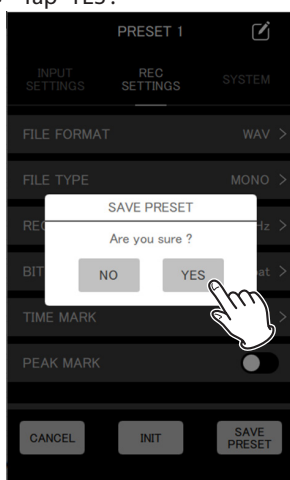 Tap YES.
PRESET 1
INPUT SETTINGS
REC SETTINGS
SYSTEM
FILE FORMAT WAV >
FILE TYPE MONO >
SAVE PRESET
Are you sure ?
NO YES
TIME MARK >
PEAK MARK
CANCEL INIT SAVE PRESET